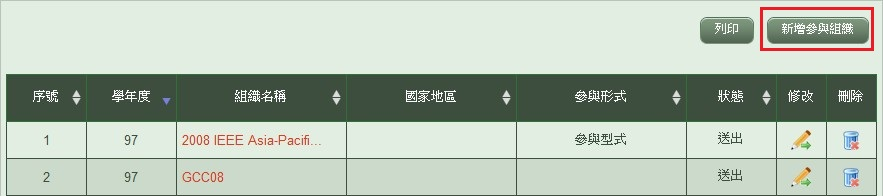 列印 新增參與組織
序號 學年度 組織名稱 國家地區 參與形式 狀態 修改 刪除
1 97 2008 IEEE Asia-Pacifi... 參與型式 送出
2 97 GCC08 送出